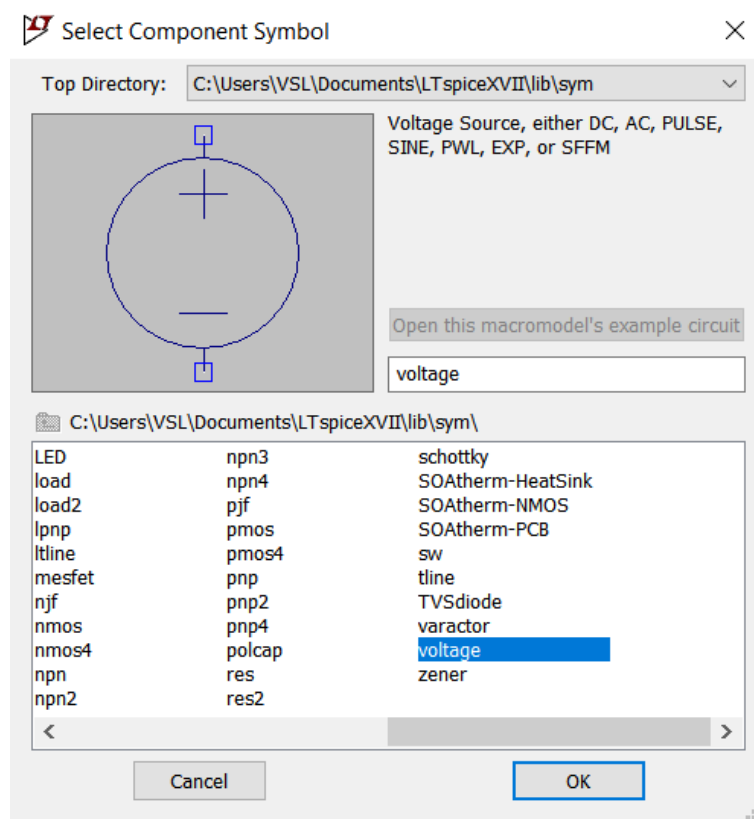 Select Component Symbol
Top Directory: C:\Users\VSL\Documents\LTspiceXVII\lib\sym
Voltage Source, either DC, AC, PULSE,
SINE, PWL, EXP, or SFFM
Open this macromodel's example circuit
voltage
C:\Users\VSL\Documents\LTspiceXVII\lib\sym\
LED npn3 schottky
load npn4 SOAtherm-HeatSink
load2 pjf SOAtherm-NMOS
lpnp pmos SOAtherm-PCB
ltline pmos4 sw
mesfet pnp tline
njf pnp2 TVSdiode
nmos pnp4 varactor
nmos4 polcap voltage
npn res zener
npn2 res2
Cancel OK